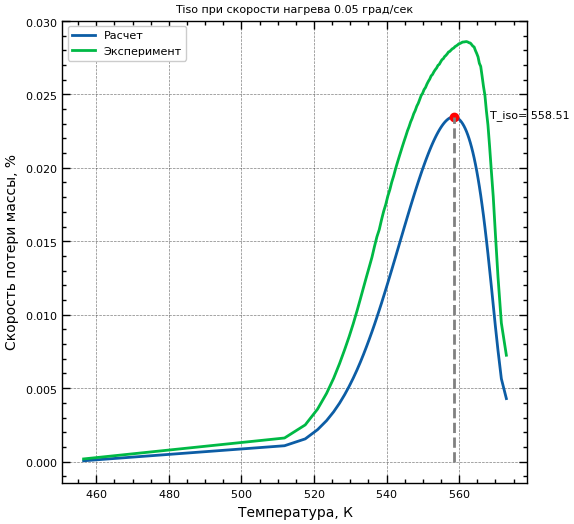 Tiso при скорости нагрева 0.05 град/сек
Расчет
Эксперимент
T_iso= 558.51
Скорость потери массы, %
0.030
0.025
0.020
0.015
0.010
0.005
0.000
460 480 500 520 540 560
Температура, К